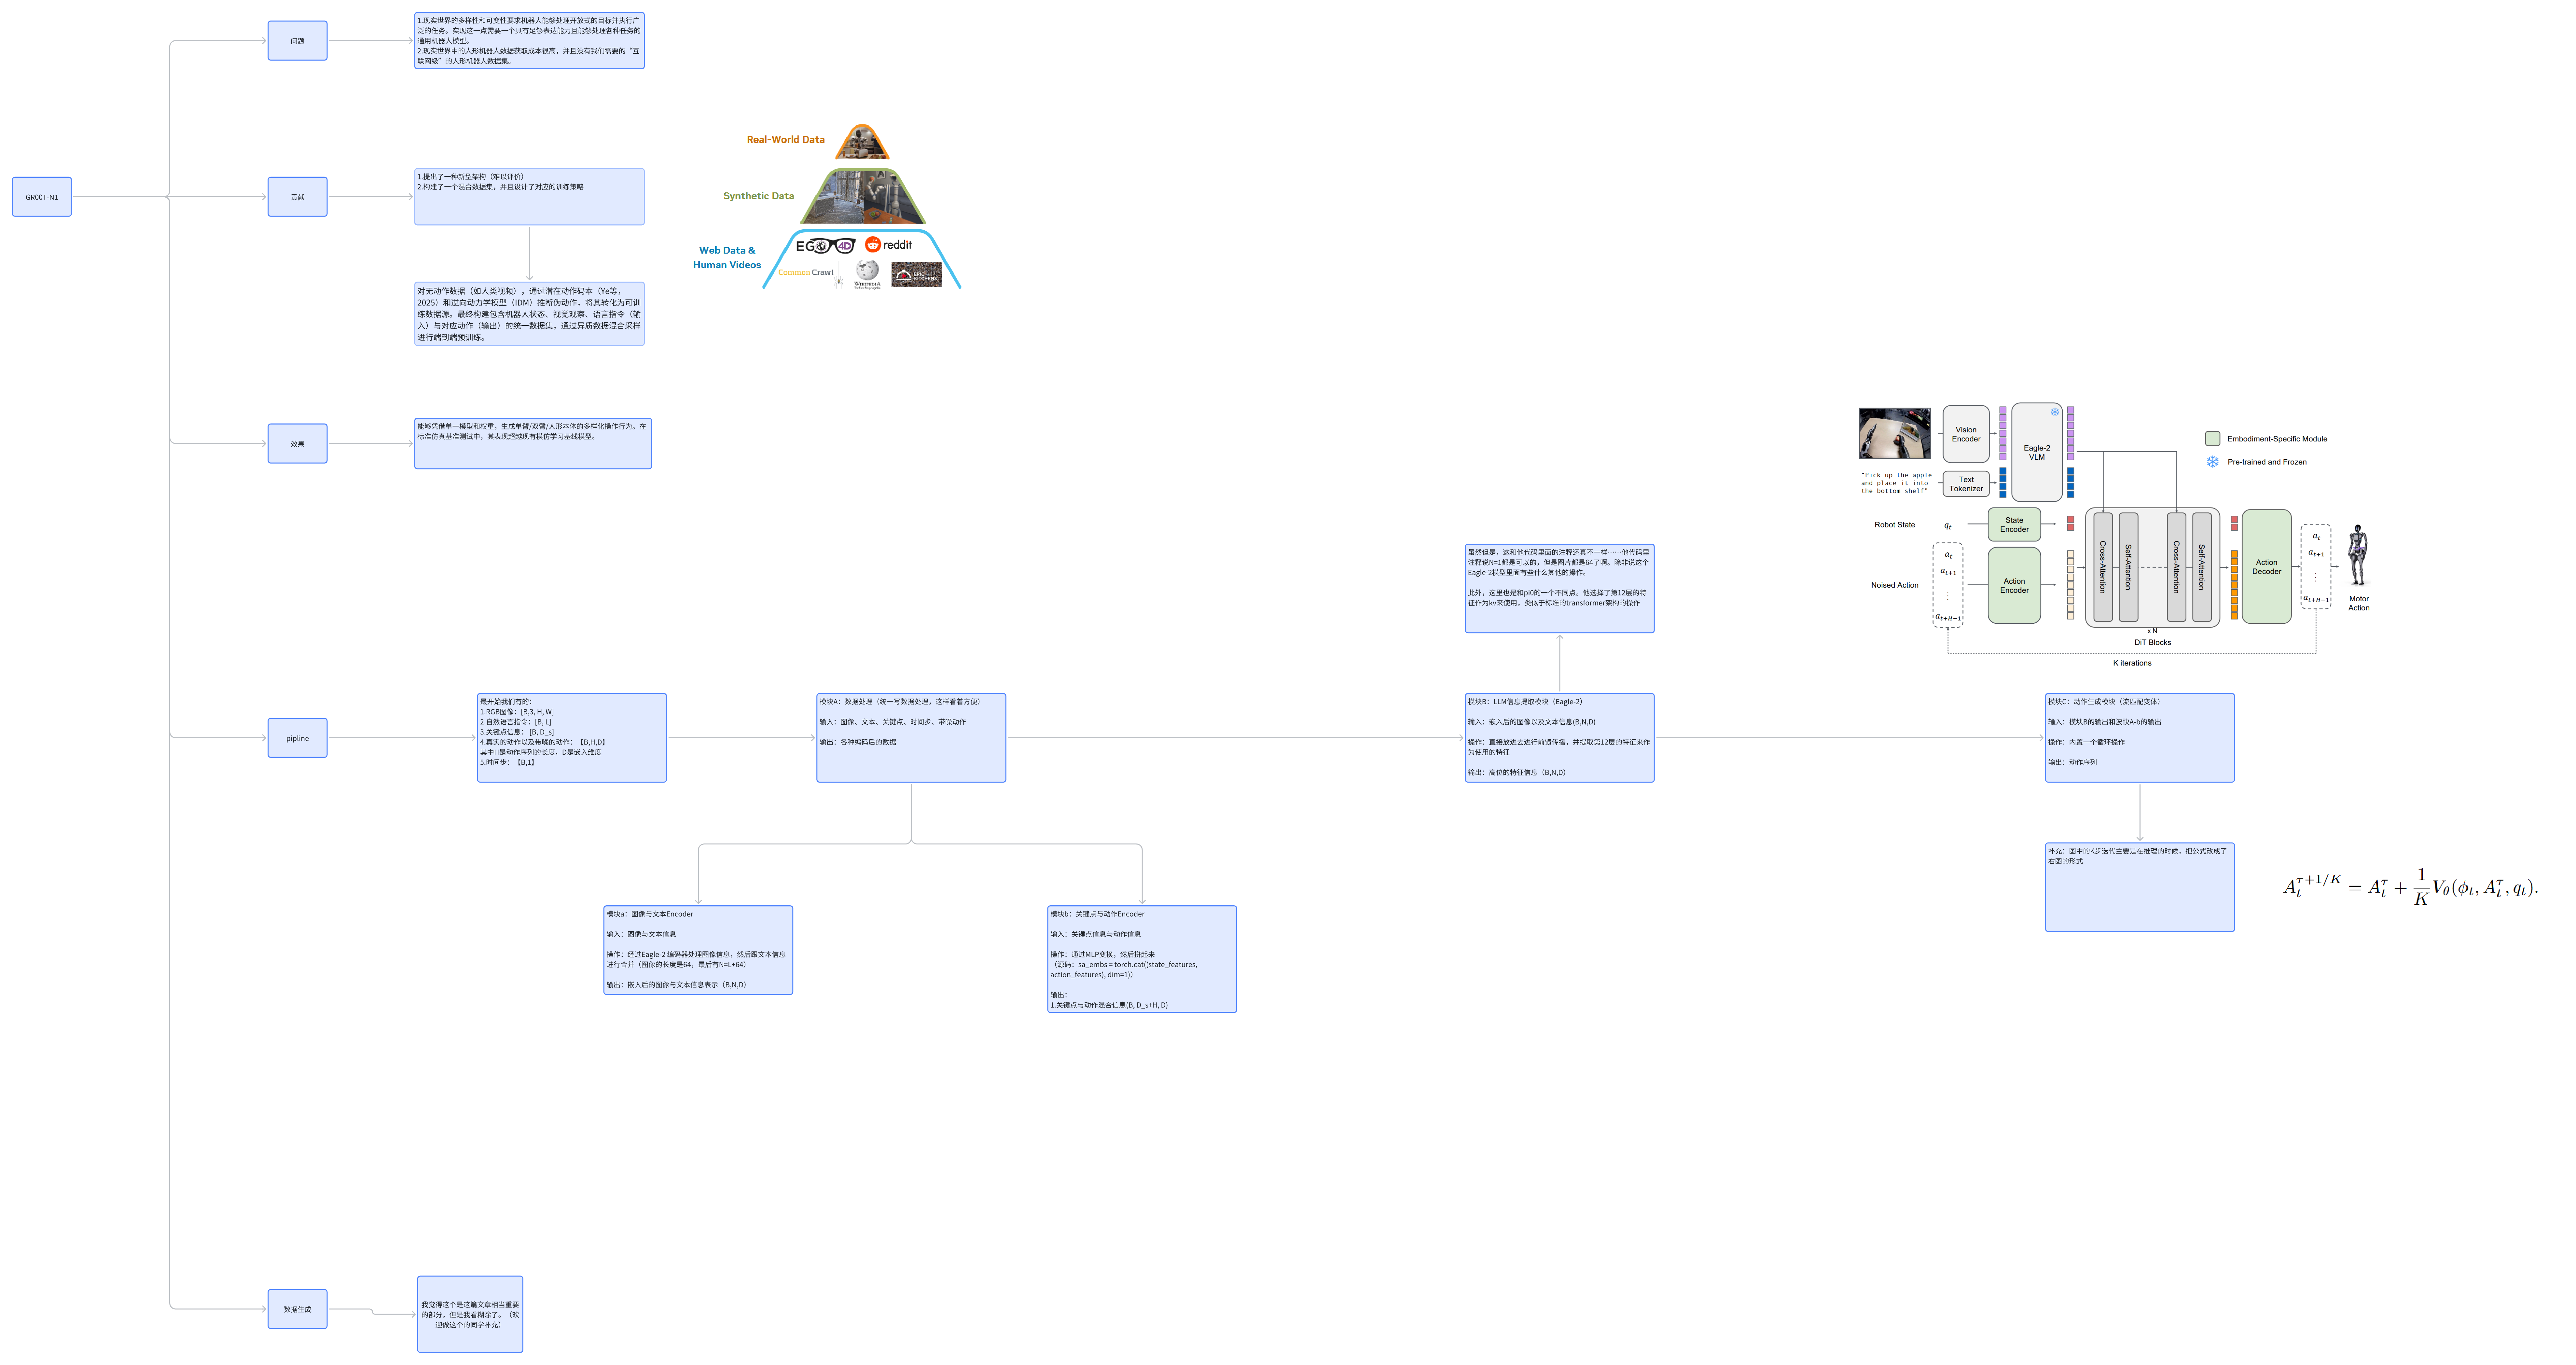 GR00T-N1
问题
1.现实世界的多样性和可变性要求机器人能够处理开放式的目标并执行广
泛的任务。实现这一点需要一个具有足够表达能力且能够处理各种任务的
通用机器人模型。
2.现实世界中的人形机器人数据获取成本很高，并且没有我们需要的“互
联网级”的人形机器人数据集。
贡献
1.提出了一种新型架构（难以评价）
2.构建了一个混合数据集，并且设计了对应的训练策略
对无动作数据（如人类视频），通过潜在动作码本（Ye等，
2025）和逆向动力学模型（IDM）推断伪动作，将其转化为可训
练数据源。最终构建包含机器人状态、视觉观察、语言指令（输
入）与对应动作（输出）的统一数据集，通过异质数据混合采样
进行端到端预训练。
Real-World Data
Synthetic Data
Web Data &
Human Videos
EGO 4D
reddit
Common Crawl
WIKIPEDIA
效果
能够凭借单一模型和权重，生成单臂/双臂/人形本体的多样化操作行为。在
标准仿真基准测试中，其表现超越现有模仿学习基线模型。
Vision
Encoder
Eagle-2
VLM
"Pick up the apple
and place it into
the bottom shelf"
Text
Tokenizer
Embodiment-Specific Module
Pre-trained and Frozen
Robot State
qₜ
State
Encoder
Noised Action
aₜ
aₜ₊₁
⋮
aₜ₊H₋₁
Action
Encoder
Cross-Attention
Self-Attention
Cross-Attention
Self-Attention
x N
DiT Blocks
Action
Decoder
aₜ
aₜ₊₁
⋮
aₜ₊H₋₁
Motor
Action
K iterations
pipline
最开始我们有的：
1.RGB图像：[B,3, H, W]
2.自然语言指令：[B, L]
3.关键点信息： [B, D_s]
4.真实的动作以及带噪的动作：【B,H,D】
其中H是动作序列的长度，D是嵌入维度
5.时间步：【B,1】
模块A：数据处理（统一写数据处理，这样看着方便）
输入：图像、文本、关键点、时间步、带噪动作
输出：各种编码后的数据
模块a：图像与文本Encoder
输入：图像与文本信息
操作：经过Eagle-2 编码器处理图像信息，然后跟文本信息
进行合并（图像的长度是64，最后有N=L+64）
输出：嵌入后的图像与文本信息表示（B,N,D）
模块b：关键点与动作Encoder
输入：关键点信息与动作信息
操作：通过MLP变换，然后拼起来
（源码：sa_embs = torch.cat((state_features,
action_features), dim=1)）
输出：
1.关键点与动作混合信息(B, D_s+H, D)
虽然但是，这和他代码里面的注释还真不一样……他代码里
注释说N=1都是可以的，但是图片都是64了啊。除非说这个
Eagle-2模型里面有些什么其他的操作。
此外，这里也是和pi0的一个不同点。他选择了第12层的特
征作为kv来使用，类似于标准的transformer架构的操作
模块B：LLM信息提取模块（Eagle-2）
输入：嵌入后的图像以及文本信息(B,N,D)
操作：直接放进去进行前馈传播，并提取第12层的特征来作
为使用的特征
输出：高位的特征信息（B,N,D）
模块C：动作生成模块（流匹配变体）
输入：模块B的输出和波快A-b的输出
操作：内置一个循环操作
输出：动作序列
补充：图中的K步迭代主要是在推理的时候，把公式改成了
右图的形式
$A_t^{\tau+1/K} = A_t^{\tau} + \frac{1}{K} V_\theta(\phi_t, A_t^{\tau}, q_t).$
数据生成
我觉得这个是这篇文章相当重要
的部分，但是我看糊涂了。（欢
迎做这个的同学补充）